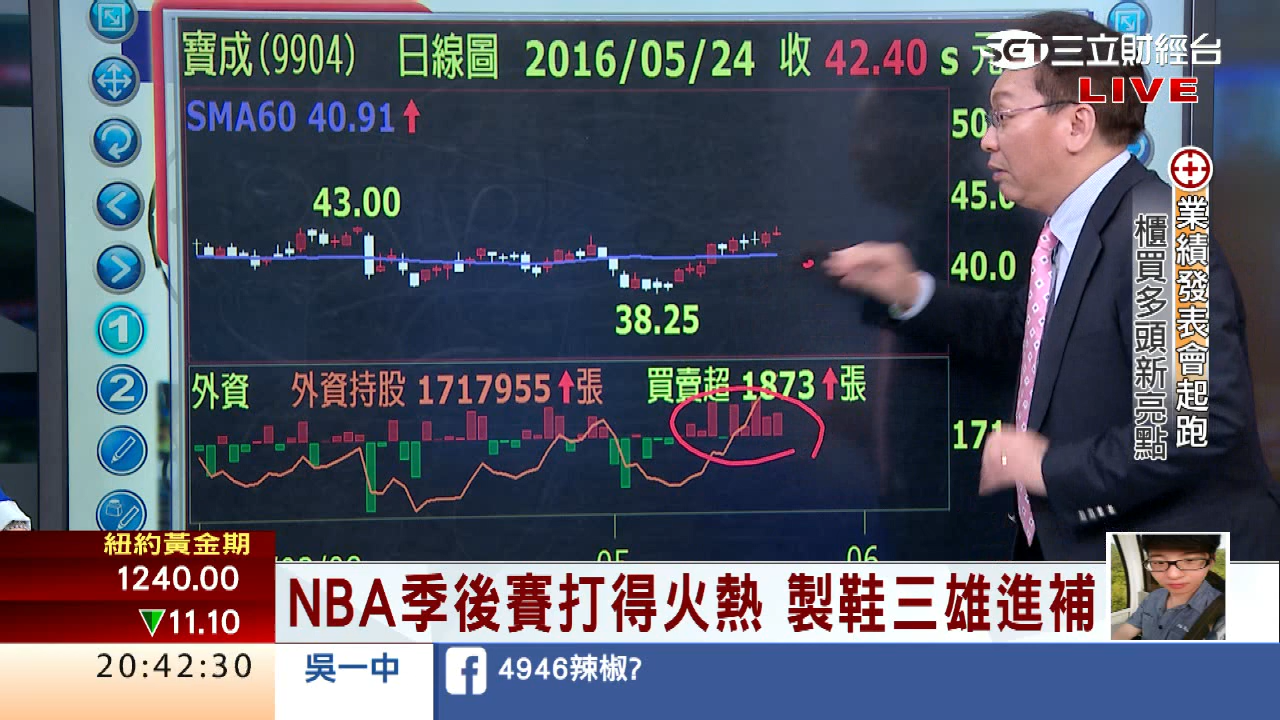 寶成(9904) 日線圖 2016/05/24 收 42.40 s 元
三立財經台
LIVE
SMA60 40.91↑
50
45.0
40.0
43.00
38.25
外資 外資持股 1717955↑張 買賣超 1873↑張
171
05
06
1
2
業績發表會起跑
櫃買多頭新亮點
紐約黃金期
1240.00
▼11.10
20:42:30
NBA季後賽打得火熱 製鞋三雄進補
吳一中
4946辣椒?